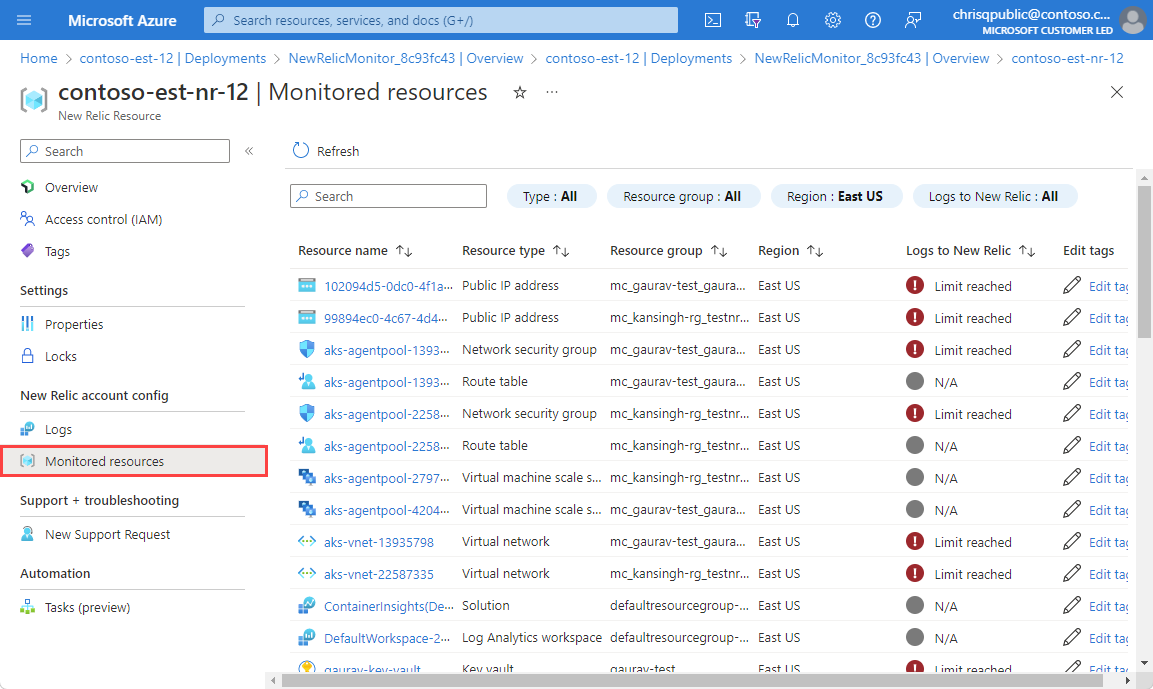 Microsoft Azure
Search resources, services, and docs (G+/)
chrisqpublic@contoso.c...
MICROSOFT CUSTOMER LED
Home > contoso-est-12 | Deployments > NewRelicMonitor_8c93fc43 | Overview > contoso-est-12 | Deployments > NewRelicMonitor_8c93fc43 | Overview > contoso-est-nr-12
contoso-est-nr-12 | Monitored resources
New Relic Resource
Search
Overview
Access control (IAM)
Tags
Settings
Properties
Locks
New Relic account config
Logs
Monitored resources
Support + troubleshooting
New Support Request
Automation
Tasks (preview)
Refresh
Search
Type : All
Resource group : All
Region : East US
Logs to New Relic : All
Resource name Resource type Resource group Region Logs to New Relic Edit tags
102094d5-0dc0-4f1a... Public IP address mc_gaurav-test_gaura... East US Limit reached Edit tag
99894ec0-4c67-4d4... Public IP address mc_kansingh-rg_testnr... East US Limit reached Edit tag
aks-agentpool-1393... Network security group mc_gaurav-test_gaura... East US Limit reached Edit tag
aks-agentpool-1393... Route table mc_gaurav-test_gaura... East US N/A Edit tag
aks-agentpool-2258... Network security group mc_kansingh-rg_testnr... East US Limit reached Edit tag
aks-agentpool-2258... Route table mc_kansingh-rg_testnr... East US N/A Edit tag
aks-agentpool-2797... Virtual machine scale s... mc_kansingh-rg_testnr... East US N/A Edit tag
aks-agentpool-4204... Virtual machine scale s... mc_gaurav-test_gaura... East US N/A Edit tag
aks-vnet-13935798 Virtual network mc_gaurav-test_gaura... East US Limit reached Edit tag
aks-vnet-22587335 Virtual network mc_kansingh-rg_testnr... East US Limit reached Edit tag
ContainerInsights(De... Solution defaultresourcegroup-... East US N/A Edit tag
DefaultWorkspace-2... Log Analytics workspace defaultresourcegroup-... East US N/A Edit tag
gaurav-key-vault Key vault gaurav-test East US Limit reached Edit tag